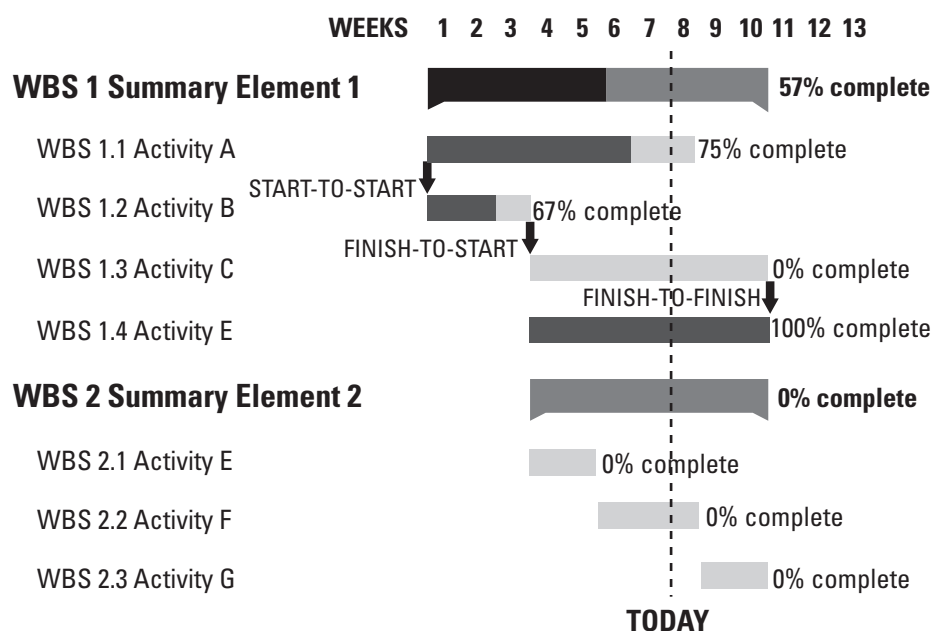 WEEKS 1 2 3 4 5 6 7 8 9 10 11 12 13
WBS 1 Summary Element 1 57% complete
WBS 1.1 Activity A 75% complete
START-TO-START
WBS 1.2 Activity B 67% complete
FINISH-TO-START
WBS 1.3 Activity C 0% complete
FINISH-TO-FINISH
WBS 1.4 Activity E 100% complete
WBS 2 Summary Element 2 0% complete
WBS 2.1 Activity E 0% complete
WBS 2.2 Activity F 0% complete
WBS 2.3 Activity G 0% complete
TODAY